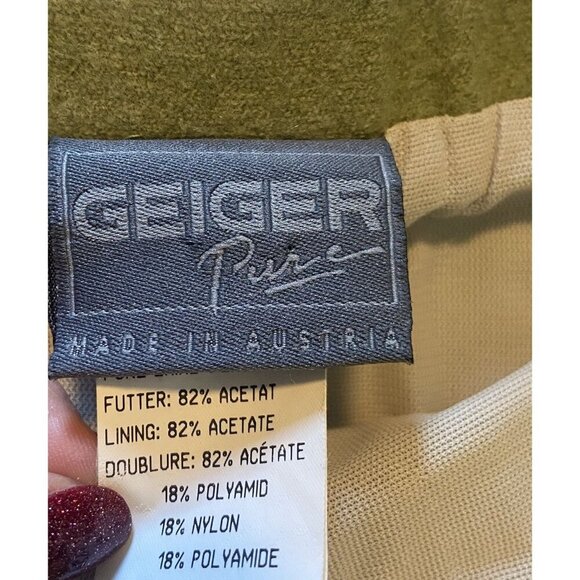 GEIGER
Pure
MADE IN AUSTRIA
FUTTER: 82% ACETAT
LINING: 82% ACETATE
DOUBLURE: 82% ACÉTATE
18% POLYAMID
18% NYLON
18% POLYAMIDE